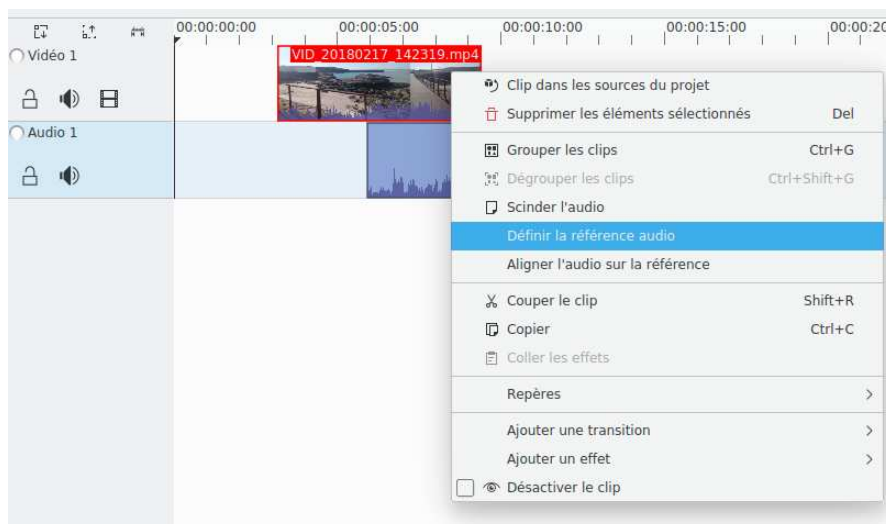 00:00:00:00 00:00:05:00 00:00:10:00 00:00:15:00 00:00:20
Vidéo 1
VID_20180217_142319.mp4
Audio 1
Clip dans les sources du projet
Supprimer les éléments sélectionnés Del
Grouper les clips Ctrl+G
Dégrouper les clips Ctrl+Shift+G
Scinder l'audio
Définir la référence audio
Aligner l'audio sur la référence
Couper le clip Shift+R
Copier Ctrl+C
Coller les effets
Repères
Ajouter une transition
Ajouter un effet
Désactiver le clip